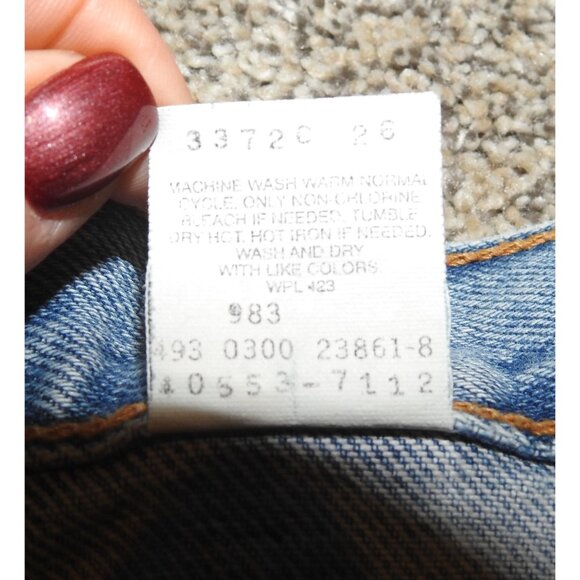 3372C 26
MACHINE WASH WARM NORMAL
CYCLE. ONLY NON-CHLORINE
BLEACH IF NEEDED. TUMBLE
DRY HOT. HOT IRON IF NEEDED.
WASH AND DRY
WITH LIKE COLORS.
WPL 423
983
493 0300 23861-8
*0553-7112